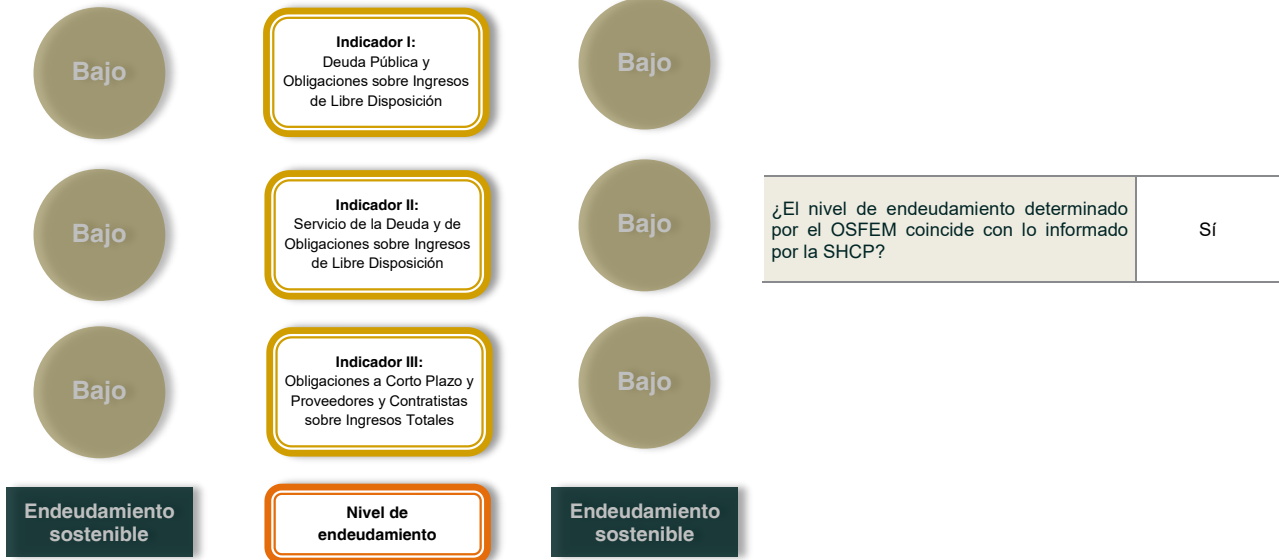 Bajo
Indicador I:
Deuda Pública y
Obligaciones sobre Ingresos
de Libre Disposición
Bajo
Bajo
Indicador II:
Servicio de la Deuda y de
Obligaciones sobre Ingresos
de Libre Disposición
Bajo
¿El nivel de endeudamiento determinado
por el OSFEM coincide con lo informado
por la SHCP?
Sí
Bajo
Indicador III:
Obligaciones a Corto Plazo y
Proveedores y Contratistas
sobre Ingresos Totales
Bajo
Endeudamiento
sostenible
Nivel de
endeudamiento
Endeudamiento
sostenible